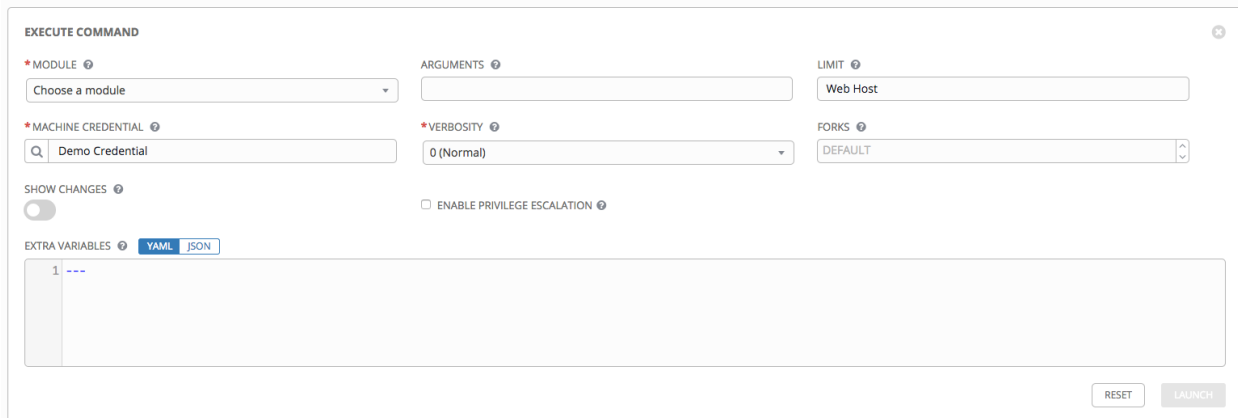 EXECUTE COMMAND
* MODULE
ARGUMENTS
LIMIT
Choose a module
Web Host
* MACHINE CREDENTIAL
* VERBOSITY
FORKS
Demo Credential
0 (Normal)
DEFAULT
SHOW CHANGES
ENABLE PRIVILEGE ESCALATION
EXTRA VARIABLES YAML JSON
1 ---
RESET LAUNCH